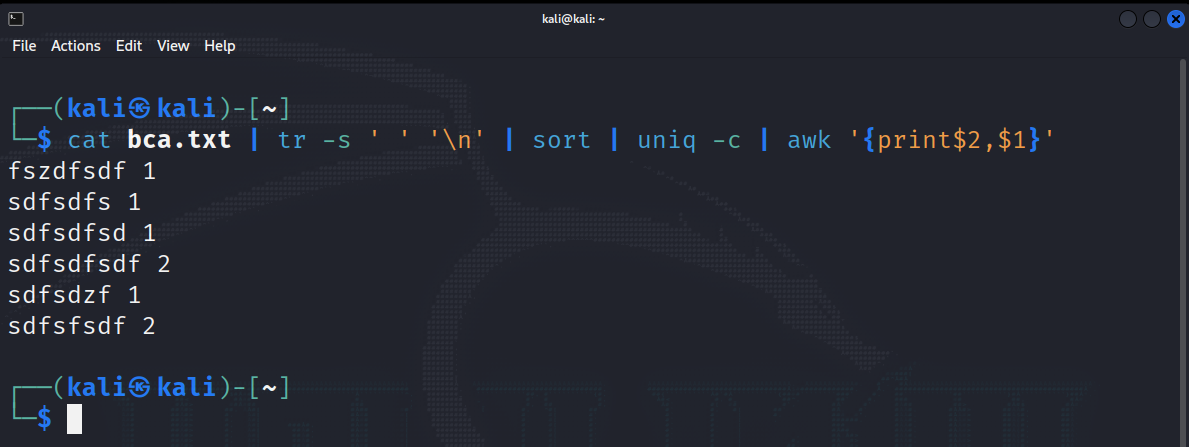 kali@kali: ~
File Actions Edit View Help
┌──(kali㉿kali)-[~]
└─$ cat bca.txt | tr -s ' ' '\n' | sort | uniq -c | awk '{print$2,$1}'
fszdfsdf 1
sdfsdfs 1
sdfsdfsd 1
sdfsdfsdf 2
sdfsdzf 1
sdfsfsdf 2
┌──(kali㉿kali)-[~]
└─$